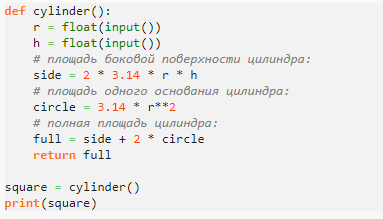 def cylinder():
    r = float(input())
    h = float(input())
    # площадь боковой поверхности цилиндра:
    side = 2 * 3.14 * r * h
    # площадь одного основания цилиндра:
    circle = 3.14 * r**2
    # полная площадь цилиндра:
    full = side + 2 * circle
    return full

square = cylinder()
print(square)